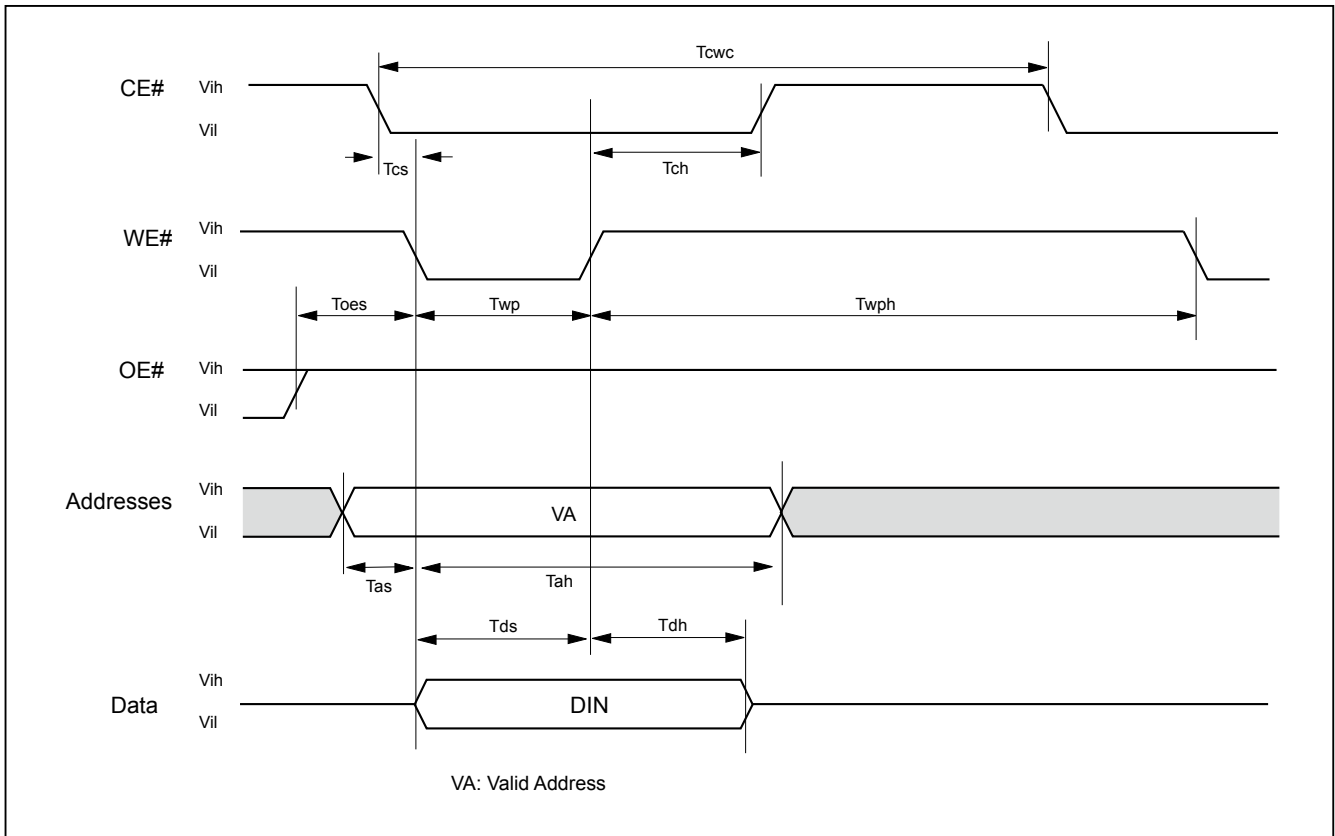 Tcwc
CE#
Vih
Vil
Tcs
Tch
WE#
Vih
Vil
Toes
Twp
Twph
OE#
Vih
Vil
Addresses
Vih
Vil
VA
Tas
Tah
Tds
Tdh
Data
Vih
Vil
DIN
VA: Valid Address